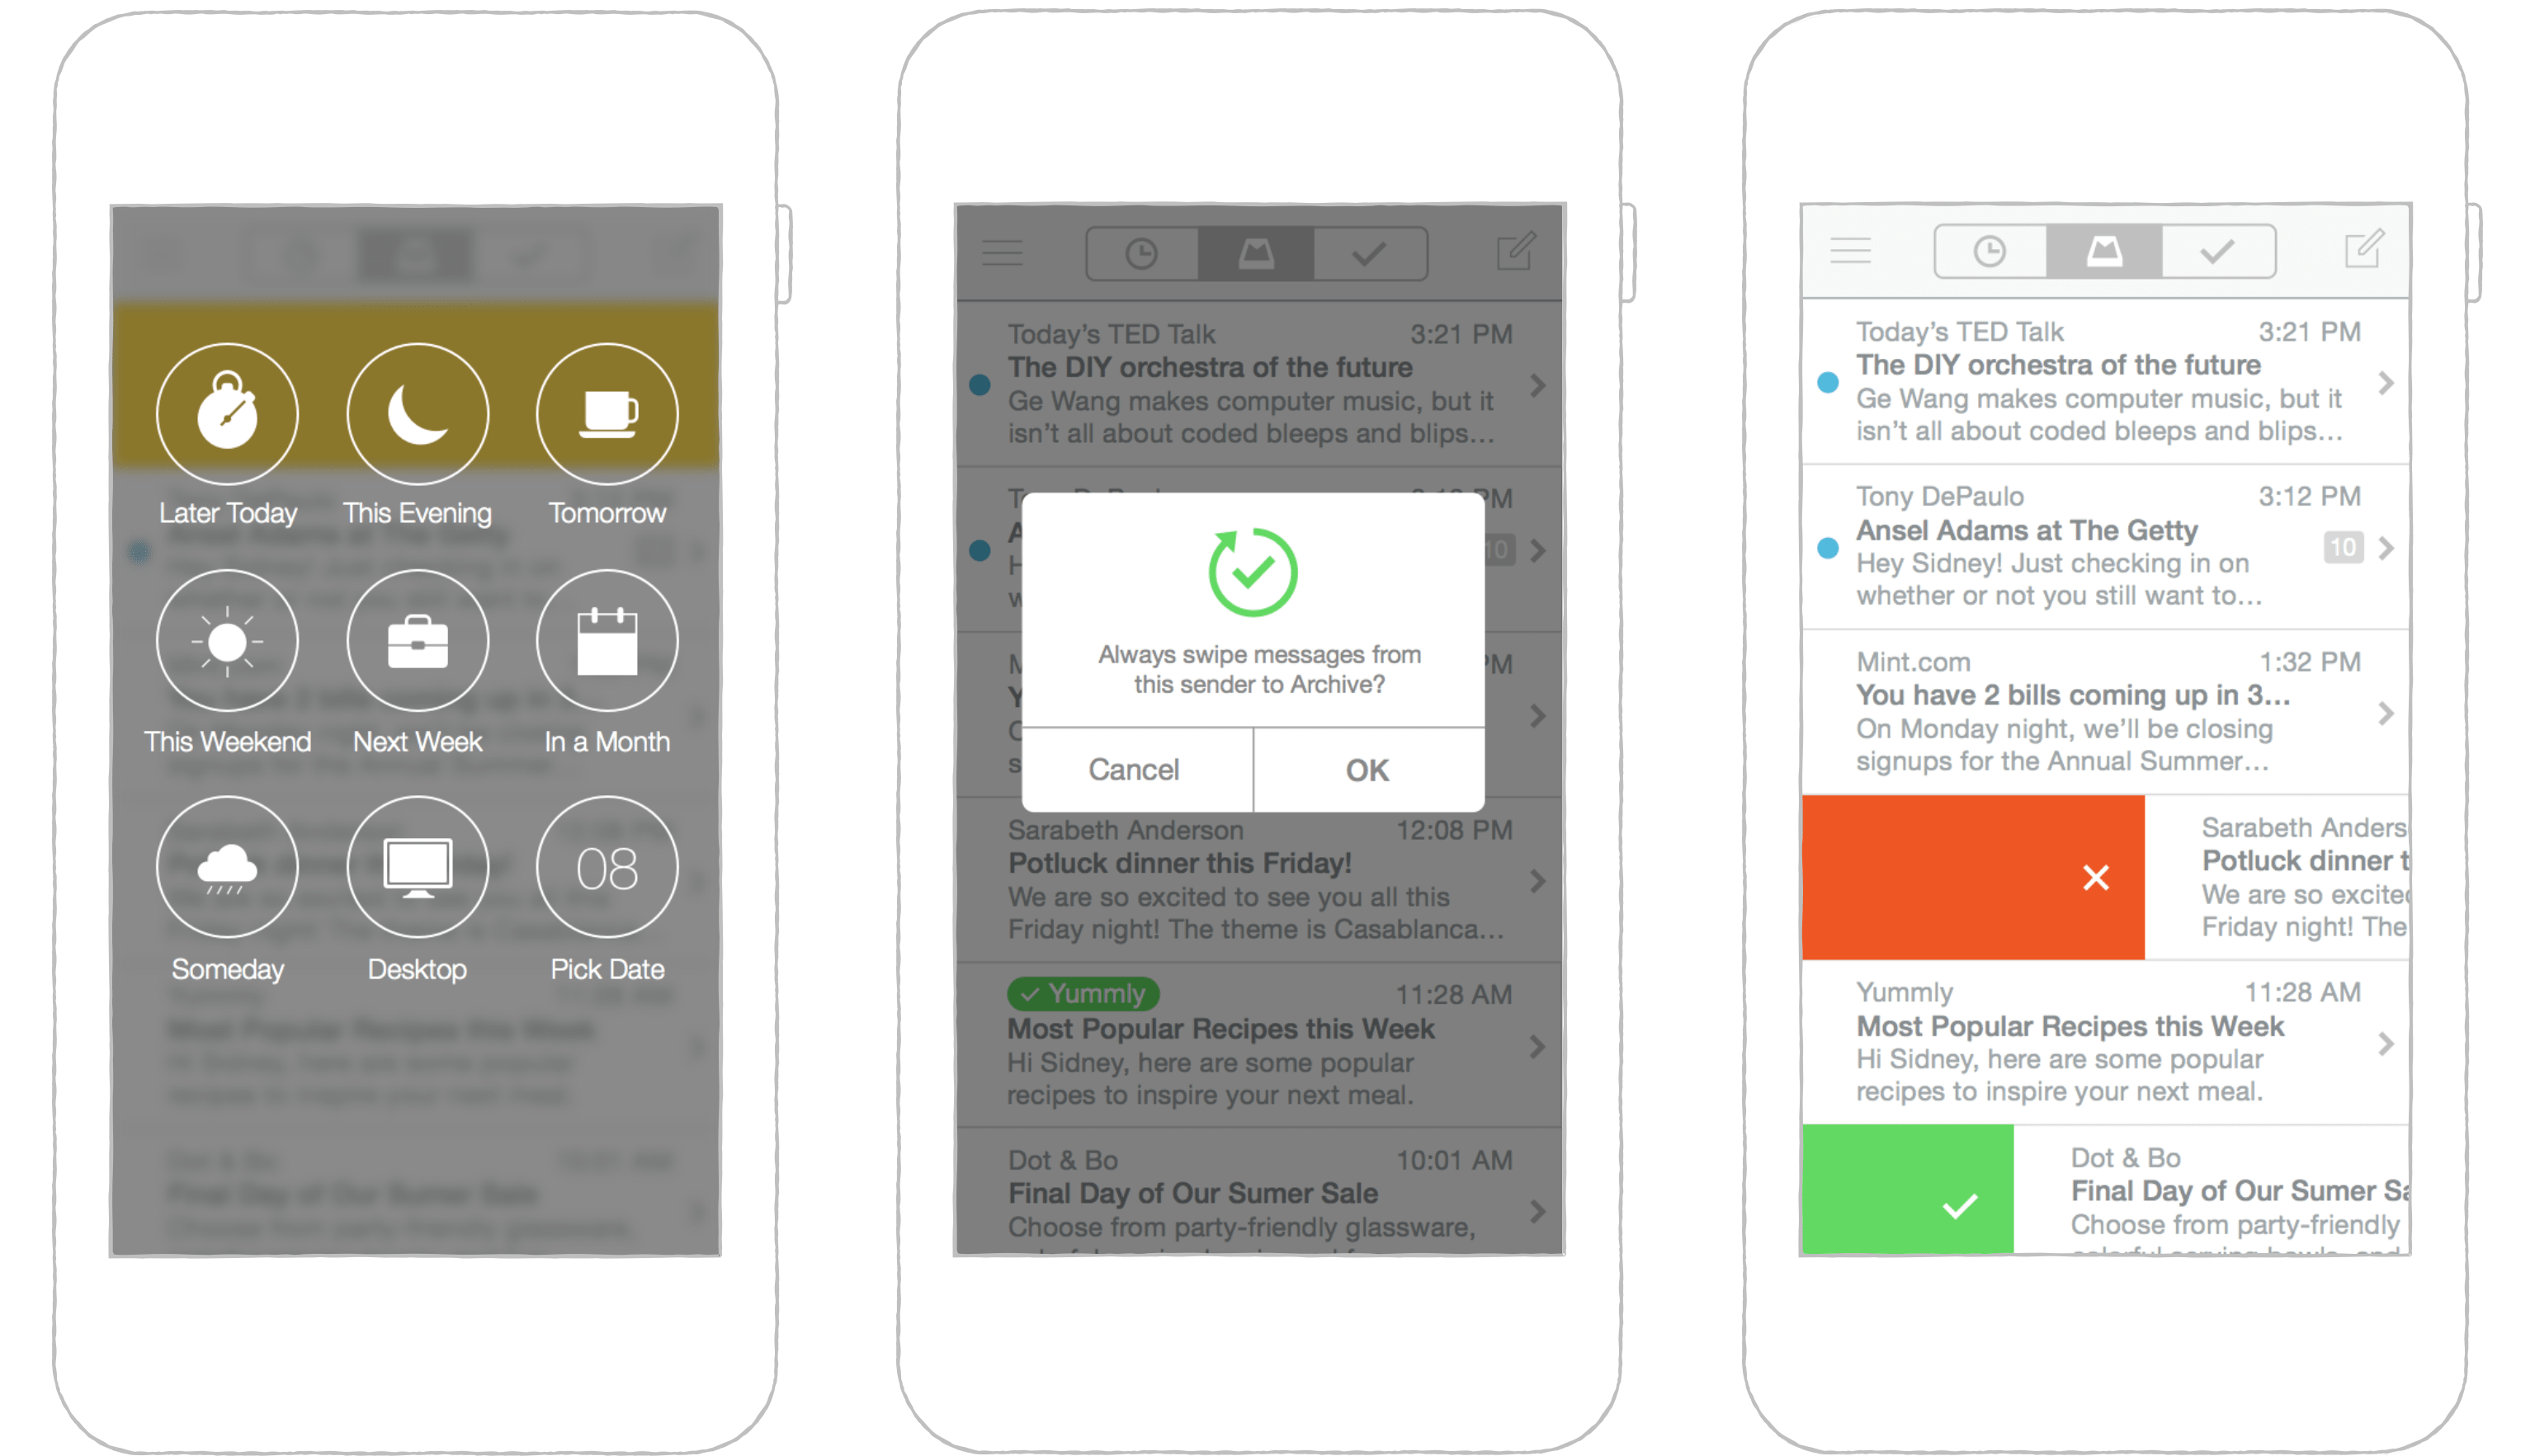 Later Today
This Evening
Tomorrow
This Weekend
Next Week
In a Month
08
Someday
Desktop
Pick Date
Today's TED Talk 3:21 PM
The DIY orchestra of the future
Ge Wang makes computer music, but it
isn't all about coded bleeps and blips...
Always swipe messages from
this sender to Archive?
Cancel
OK
Sarabeth Anderson 12:08 PM
Potluck dinner this Friday!
We are so excited to see you all this
Friday night! The theme is Casablanca...
Yummly 11:28 AM
Most Popular Recipes this Week
Hi Sidney, here are some popular
recipes to inspire your next meal.
Dot & Bo 10:01 AM
Final Day of Our Sumer Sale
Choose from party-friendly glassware,
Today's TED Talk 3:21 PM
The DIY orchestra of the future
Ge Wang makes computer music, but it
isn't all about coded bleeps and blips...
Tony DePaulo 3:12 PM
Ansel Adams at The Getty
10
Hey Sidney! Just checking in on
whether or not you still want to...
Mint.com 1:32 PM
You have 2 bills coming up in 3...
On Monday night, we'll be closing
signups for the Annual Summer...
Sarabeth Anders
Potluck dinner t
We are so excited
Friday night! The
Yummly 11:28 AM
Most Popular Recipes this Week
Hi Sidney, here are some popular
recipes to inspire your next meal.
Dot & Bo
Final Day of Our Sumer Sa
Choose from party-friendly